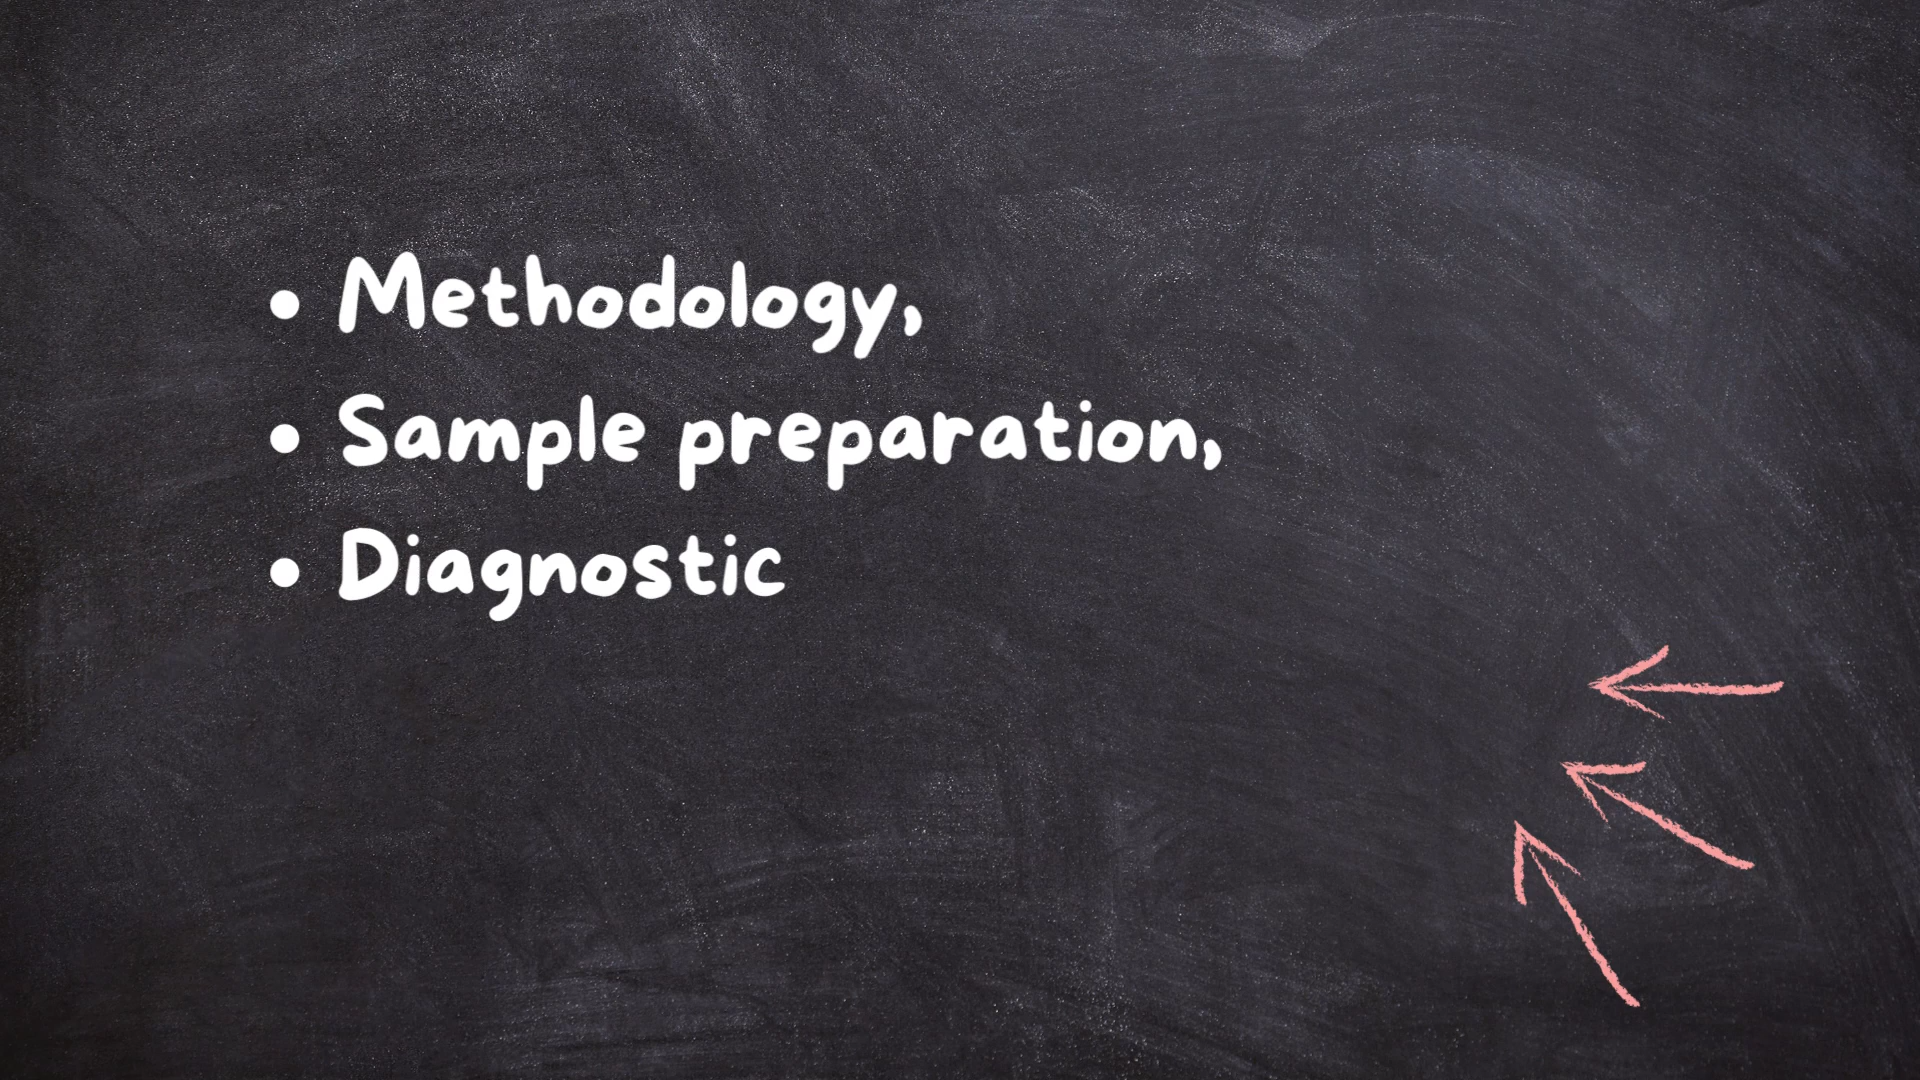 • Methodology,
• Sample preparation,
• Diagnostic